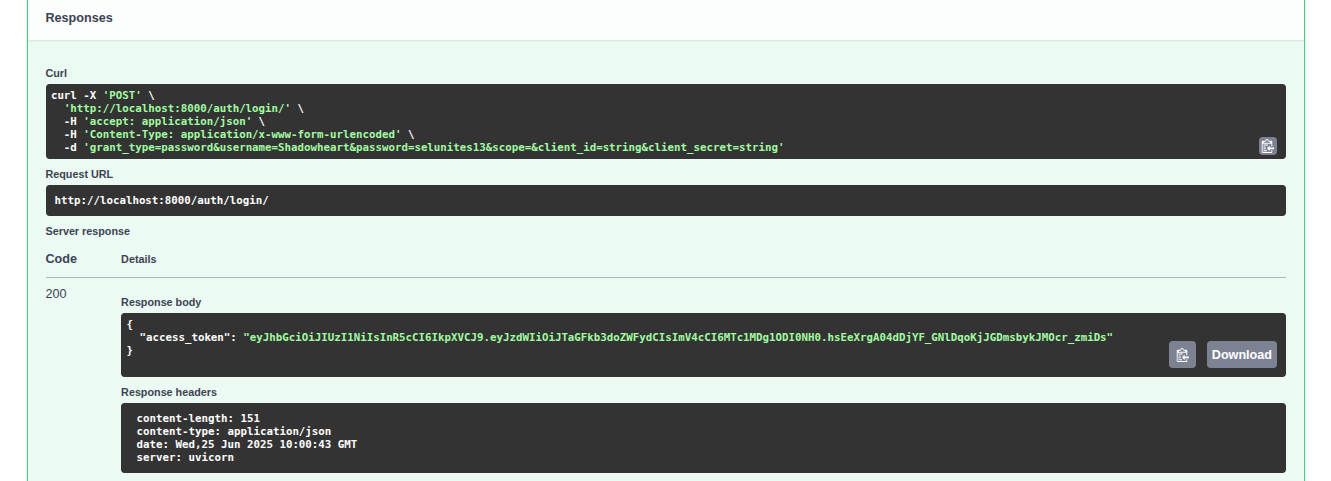 Responses
Curl
curl -X 'POST' \
'http://localhost:8000/auth/login/' \
-H 'accept: application/json' \
-H 'Content-Type: application/x-www-form-urlencoded' \
-d 'grant_type=password&username=Shadowheart&password=selunites13&scope=&client_id=string&client_secret=string'
Request URL
http://localhost:8000/auth/login/
Server response
Code Details
200
Response body
{
"access_token": "eyJhbGciOiJIUzI1NiIsInR5cCI6IkpXVCJ9.eyJzdWIiOiJTaGFkb3doZWFydCIsImV4cCI6MTc1MDg1ODI0NH0.hsEeXrgA04dDjYF_GNlDqoKjJGDmsbykJMOcr_zmiDs"
}
Download
Response headers
content-length: 151
content-type: application/json
date: Wed,25 Jun 2025 10:00:43 GMT
server: uvicorn